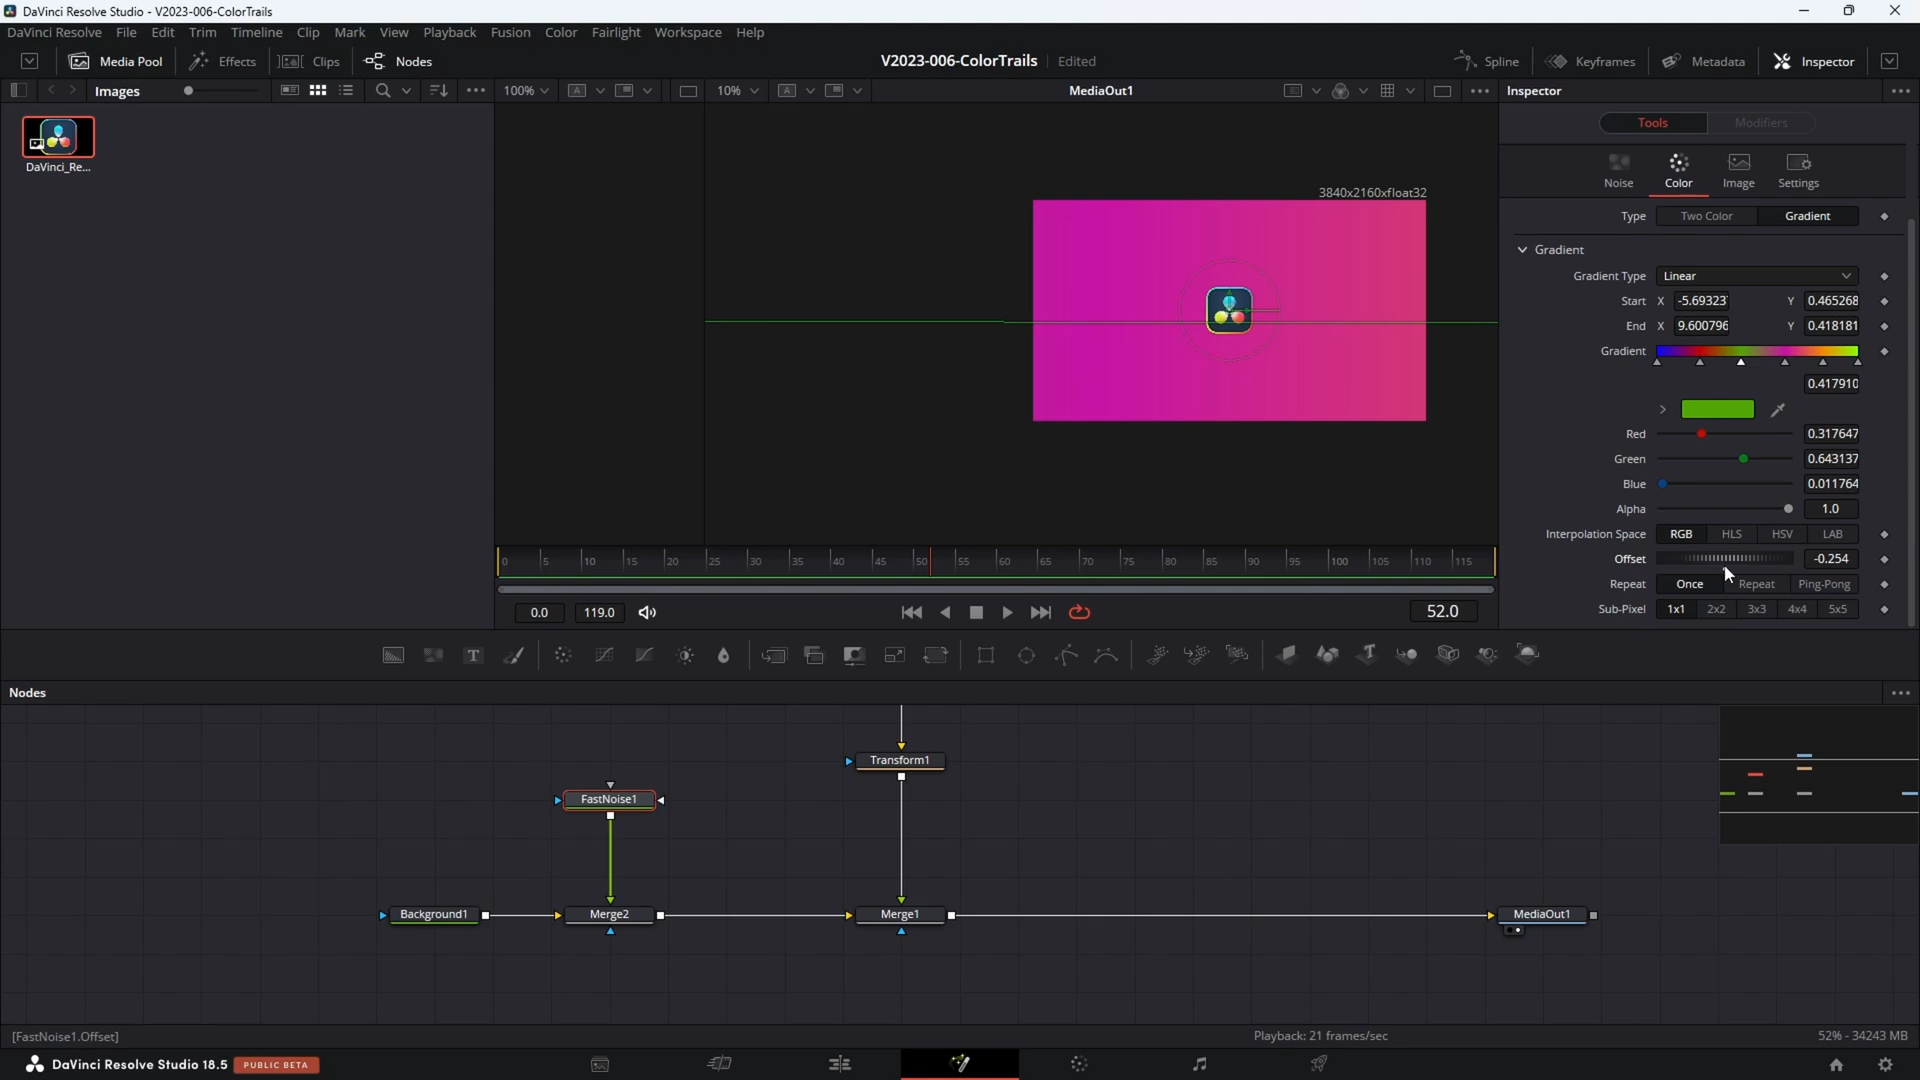 DaVinci Resolve Studio - V2023-006-ColorTrails
DaVinci Resolve File Edit Trim Timeline Clip Mark View Playback Fusion Color Fairlight Workspace Help
Media Pool Effects Clips Nodes V2023-006-ColorTrails Edited Spline Keyframes Metadata Inspector
Images 100% A 10% A MediaOut1 Inspector
Tools Modifiers
DaVinci_Re...
Noise Color Image Settings
3840x2160xfloat32
Type Two Color Gradient
Gradient
Gradient Type Linear
Start X -5.69323 Y 0.465268
End X 9.600796 Y 0.418181
Gradient
0.417910
Red 0.317647
Green 0.643137
Blue 0.011764
Alpha 1.0
Interpolation Space RGB HLS HSV LAB
Offset -0.254
Repeat Once Repeat Ping-Pong
Sub-Pixel 1x1 2x2 3x3 4x4 5x5
0 5 10 15 20 25 30 35 40 45 50 55 60 65 70 75 80 85 90 95 100 105 110 115
0.0 119.0 52.0
Nodes
Transform1
FastNoise1
Background1 Merge2 Merge1 MediaOut1
[FastNoise1.Offset] Playback: 21 frames/sec 52% - 34243 MB
DaVinci Resolve Studio 18.5 PUBLIC BETA